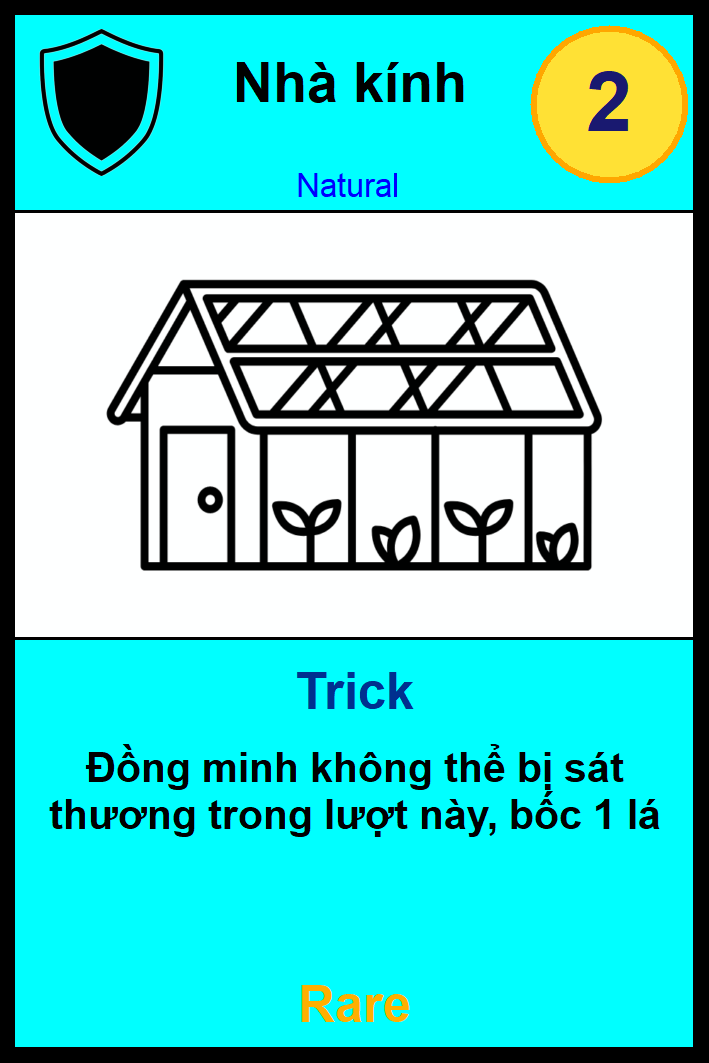 Nhà kính
2
Natural
Trick
Đồng minh không thể bị sát
thương trong lượt này, bốc 1 lá
Rare